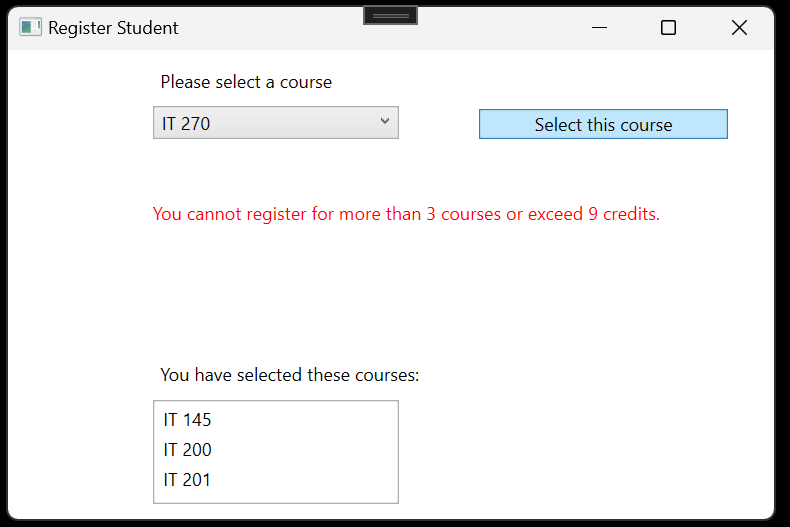 Register Student
Please select a course
IT 270
Select this course
You cannot register for more than 3 courses or exceed 9 credits.
You have selected these courses:
IT 145
IT 200
IT 201